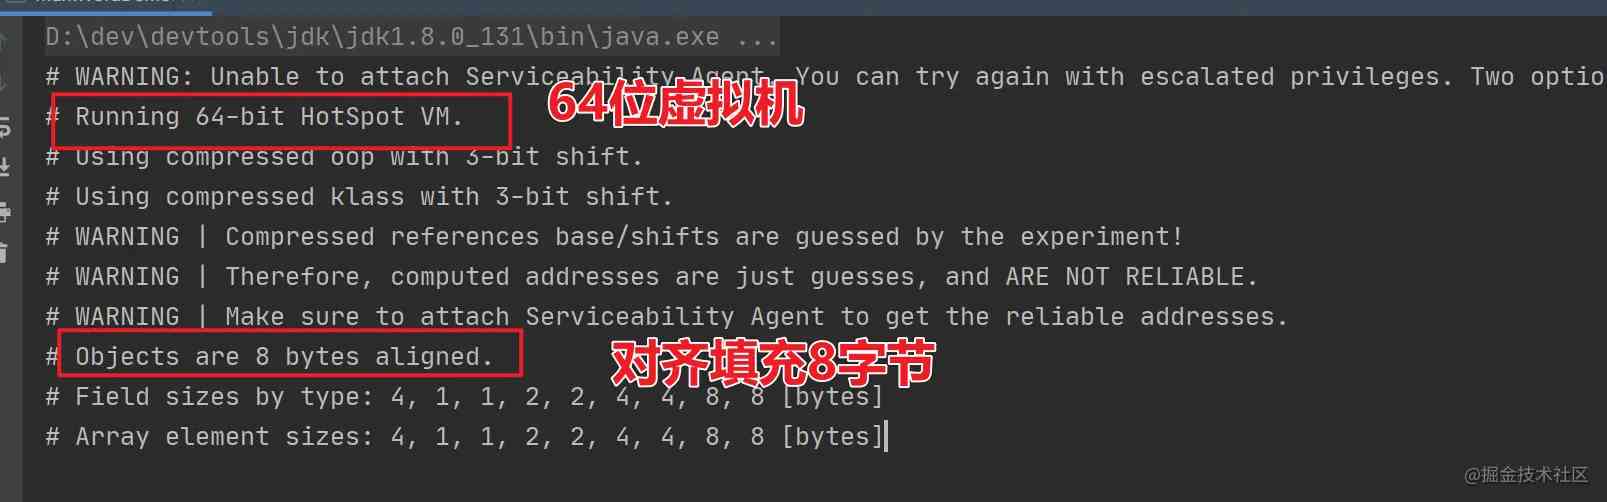 D:\dev\devtools\jdk\jdk1.8.0_131\bin\java.exe ...
# WARNING: Unable to attach Serviceability Agent. You can try again with escalated privileges. Two optio
# Running 64-bit HotSpot VM.
64位虚拟机
# Using compressed oop with 3-bit shift.
# Using compressed klass with 3-bit shift.
# WARNING | Compressed references base/shifts are guessed by the experiment!
# WARNING | Therefore, computed addresses are just guesses, and ARE NOT RELIABLE.
# WARNING | Make sure to attach Serviceability Agent to get the reliable addresses.
# Objects are 8 bytes aligned.
对齐填充8字节
# Field sizes by type: 4, 1, 1, 2, 2, 4, 4, 8, 8 [bytes]
# Array element sizes: 4, 1, 1, 2, 2, 4, 4, 8, 8 [bytes]
@掘金技术社区